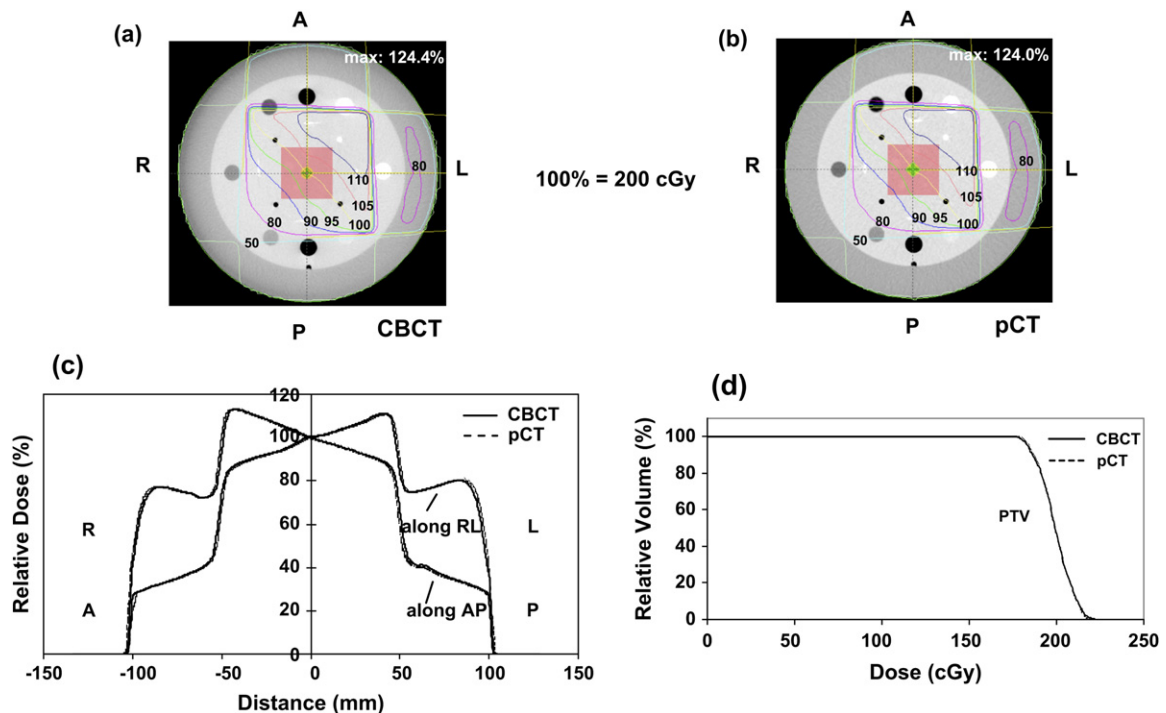 (a)
A
max: 124.4%
R
L
80
110
105
100
80 90 95
50
P
CBCT
100% = 200 cGy
(b)
A
max: 124.0%
R
L
80
110
105
100
80 90 95
50
P
pCT
(c)
Relative Dose (%)
120
100
80
60
40
20
0
CBCT
pCT
R
L
along RL
A
along AP
P
-150 -100 -50 0 50 100 150
Distance (mm)
(d)
Relative Volume (%)
100
80
60
40
20
0
CBCT
pCT
PTV
0 50 100 150 200 250
Dose (cGy)